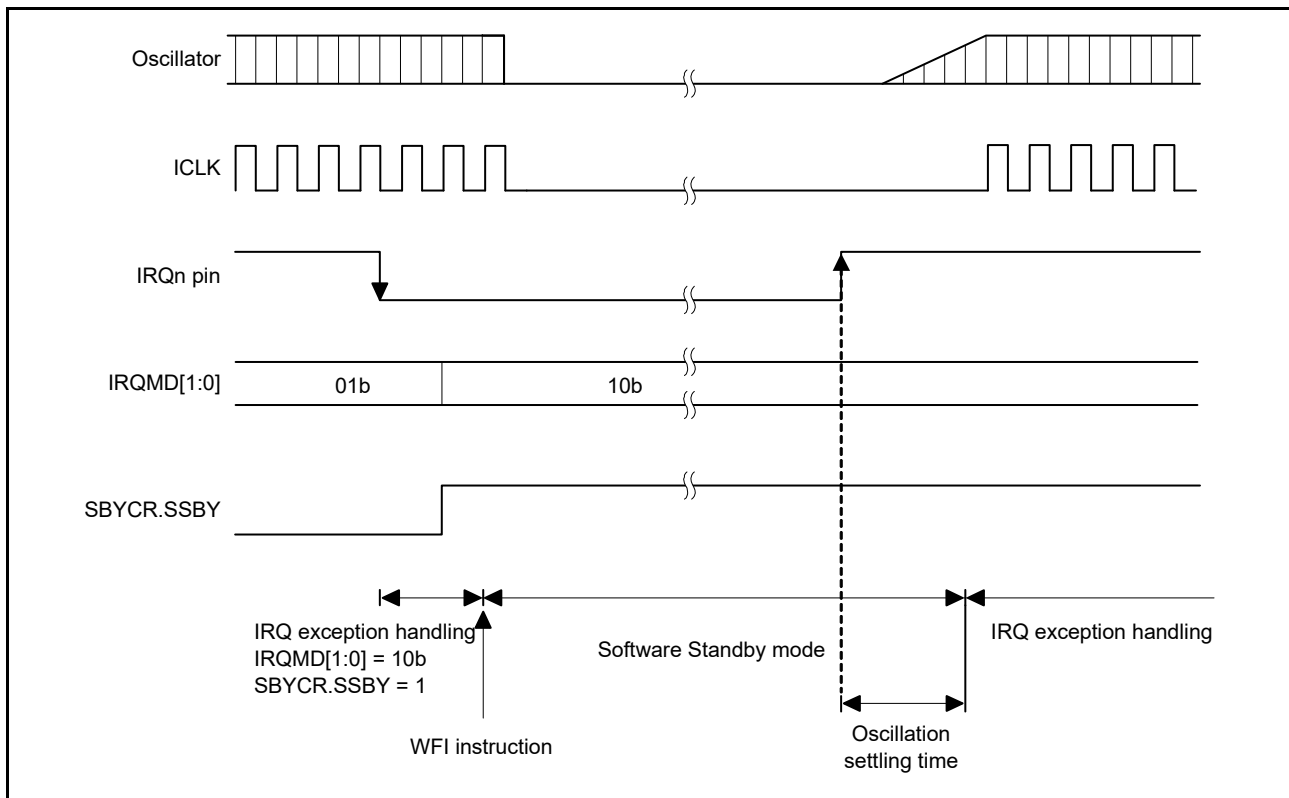 Oscillator
ICLK
IRQn pin
IRQMD[1:0]
01b
10b
SBYCR.SSBY
IRQ exception handling
IRQMD[1:0] = 10b
SBYCR.SSBY = 1
Software Standby mode
IRQ exception handling
WFI instruction
Oscillation
settling time